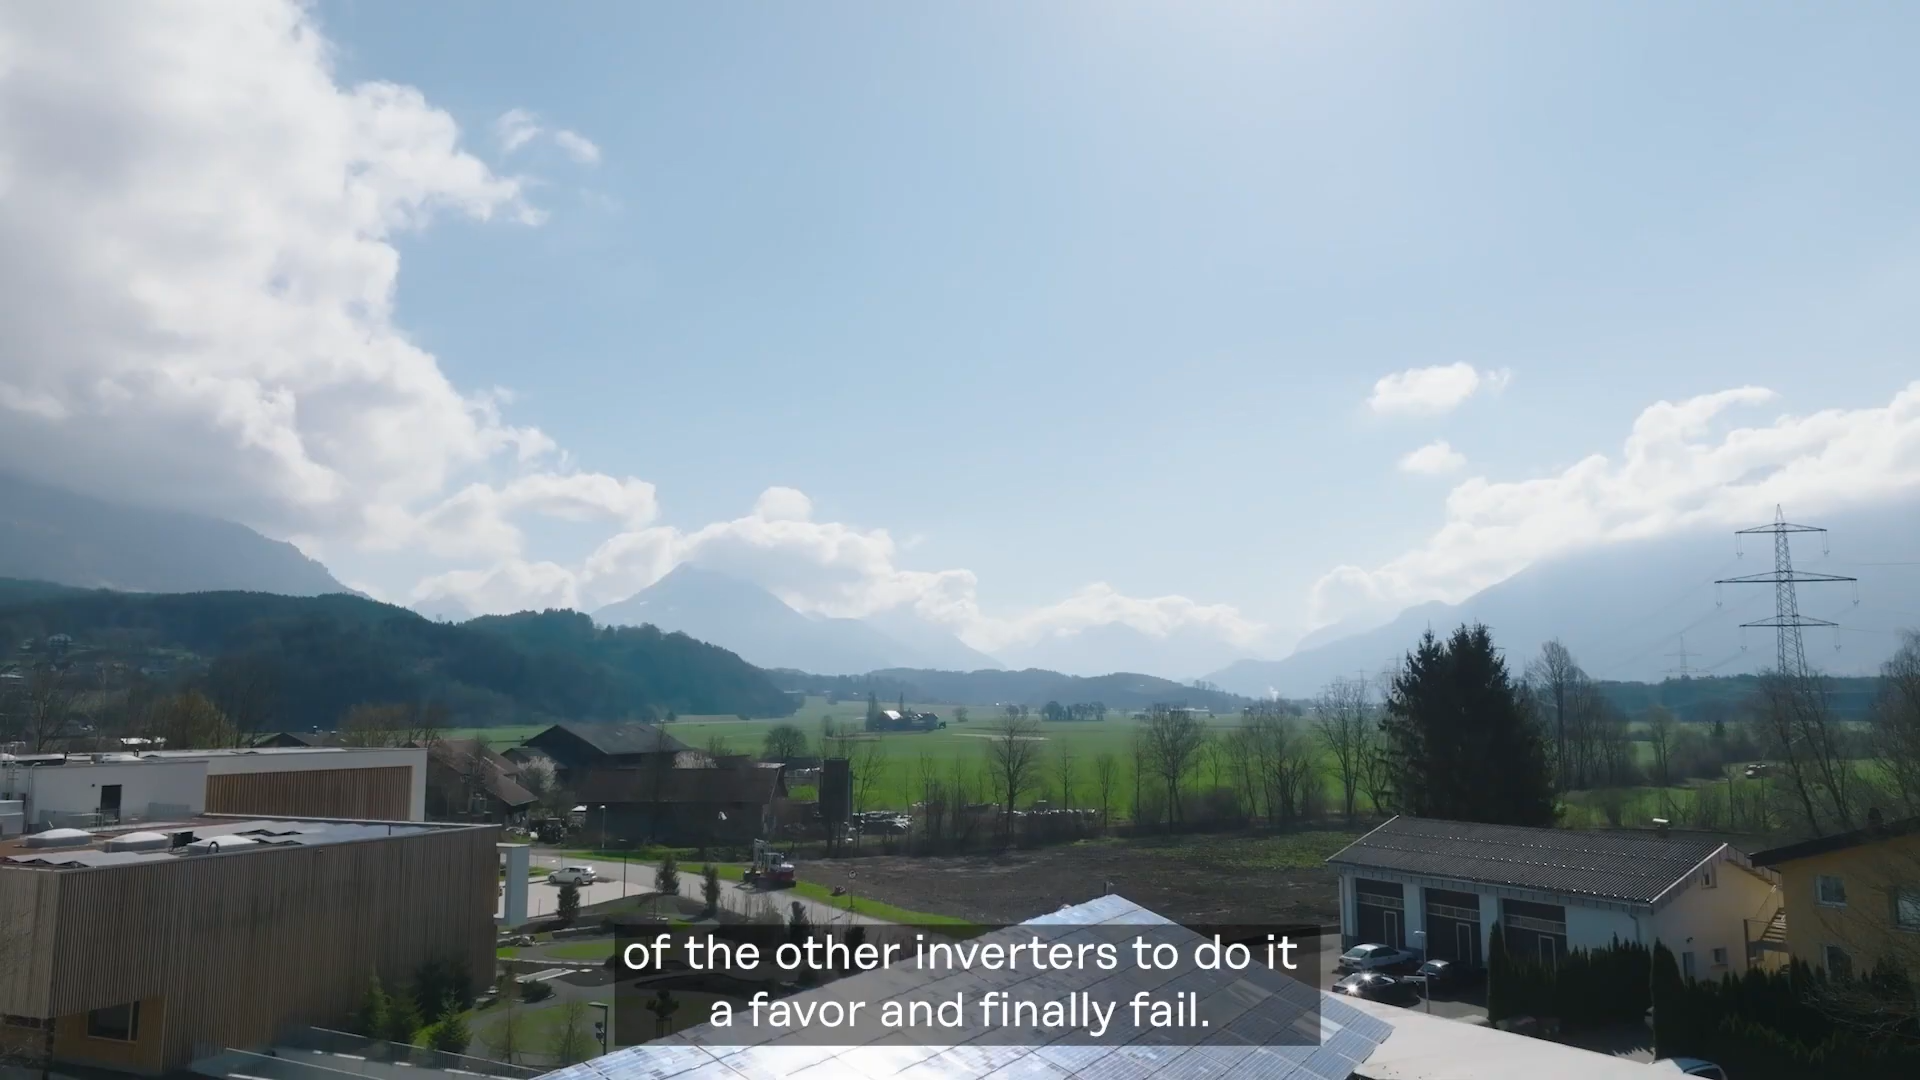 of the other inverters to do it
a favor and finally fail.